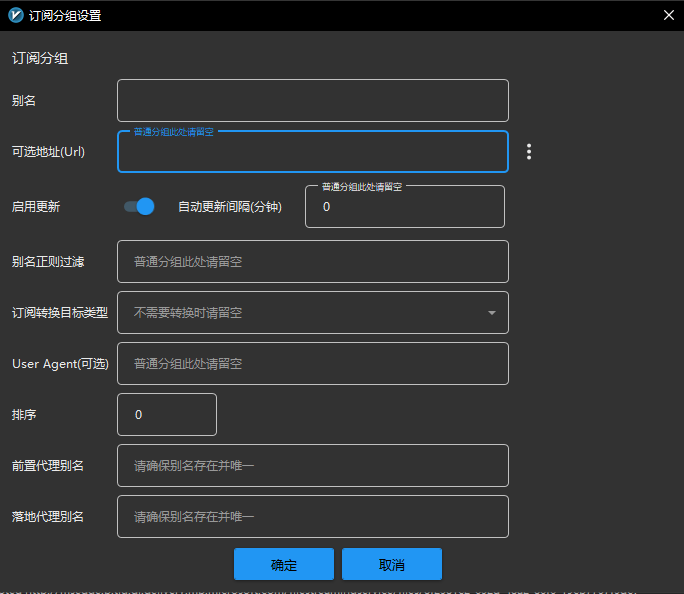 订阅分组设置
订阅分组
别名
普通分组此处请留空
可选地址(Url)
普通分组此处请留空
启用更新
自动更新间隔(分钟)
0
别名正则过滤
普通分组此处请留空
订阅转换目标类型
不需要转换时请留空
User Agent(可选)
普通分组此处请留空
排序
0
前置代理别名
请确保别名存在并唯一
落地代理别名
请确保别名存在并唯一
确定
取消